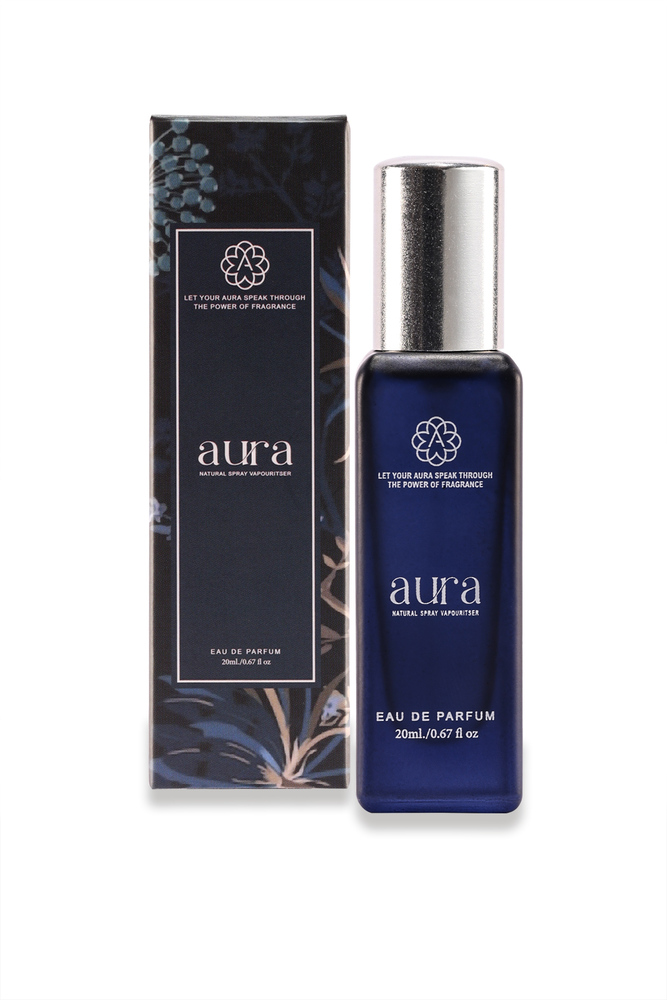 A
LET YOUR AURA SPEAK THROUGH
THE POWER OF FRAGRANCE
aura
NATURAL SPRAY VAPOURITSER
EAU DE PARFUM
20ml./0.67 fl oz
A
LET YOUR AURA SPEAK THROUGH
THE POWER OF FRAGRANCE
aura
NATURAL SPRAY VAPOURITSER
EAU DE PARFUM
20ml./0.67 fl oz